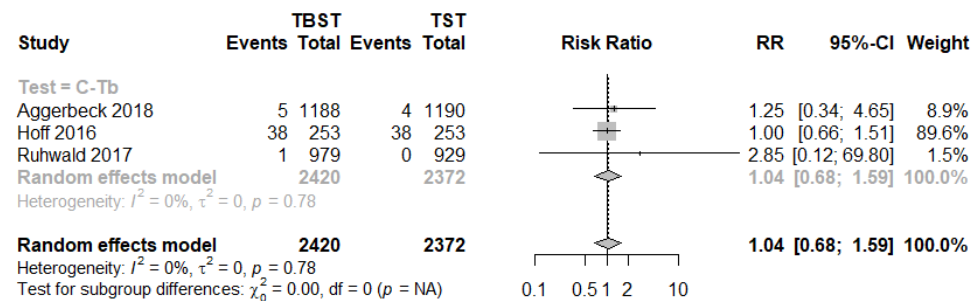 TBST TST
Study Events Total Events Total Risk Ratio RR 95%-CI Weight
Test = C-Tb
Aggerbeck 2018 5 1188 4 1190 1.25 [0.34; 4.65] 8.9%
Hoff 2016 38 253 38 253 1.00 [0.66; 1.51] 89.6%
Ruhwald 2017 1 979 0 929 2.85 [0.12; 69.80] 1.5%
Random effects model 2420 2372 1.04 [0.68; 1.59] 100.0%
Heterogeneity: I² = 0%, τ² = 0, p = 0.78
Random effects model 2420 2372 1.04 [0.68; 1.59] 100.0%
Heterogeneity: I² = 0%, τ² = 0, p = 0.78
Test for subgroup differences: χ²₀ = 0.00, df = 0 (p = NA) 0.1 0.5 1 2 10